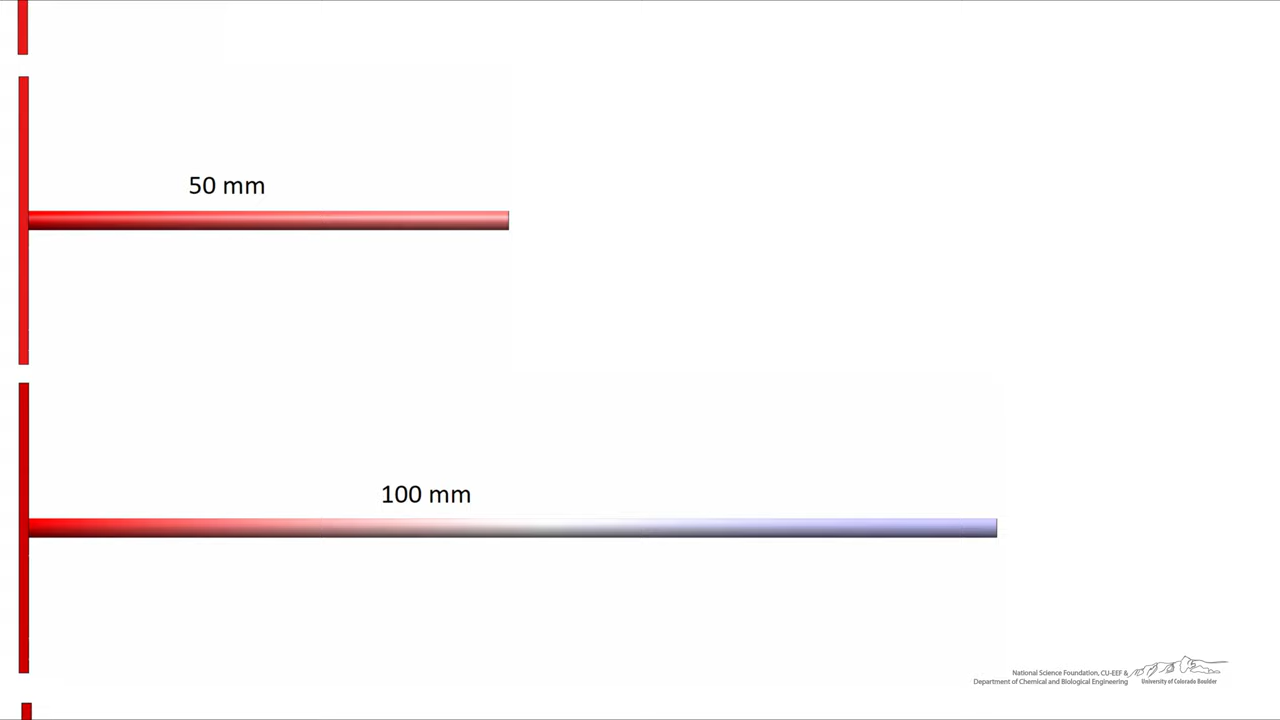 50 mm
100 mm
National Science Foundation, CU-EEF &
Department of Chemical and Biological Engineering
University of Colorado Boulder